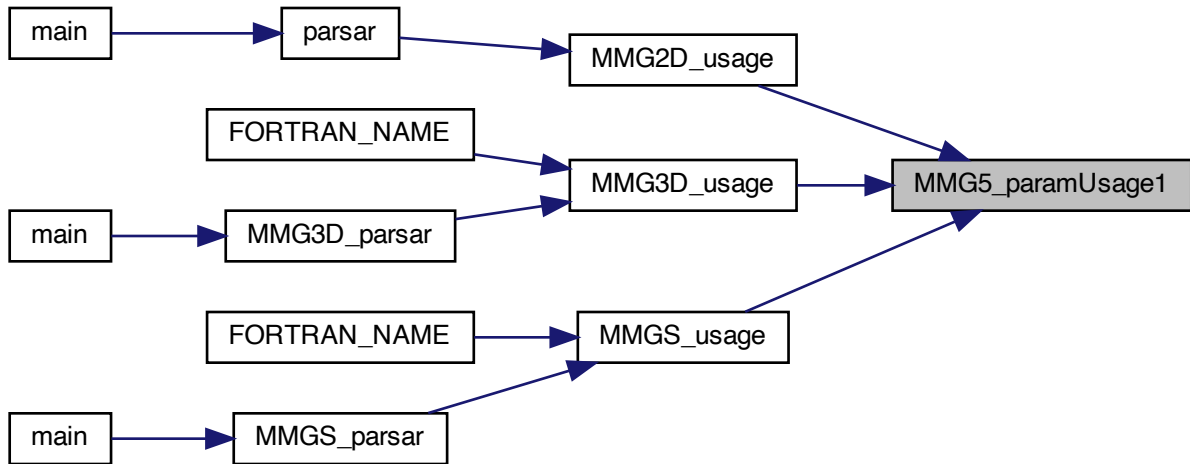 main
parsar
MMG2D_usage
FORTRAN_NAME
MMG3D_usage
MMG5_paramUsage1
main
MMG3D_parsar
FORTRAN_NAME
MMGS_usage
main
MMGS_parsar